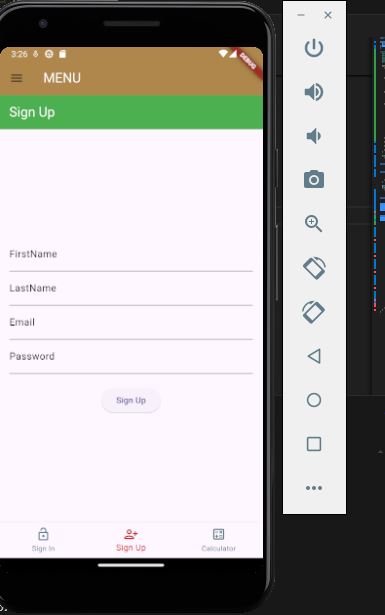 3:26
DEBUG
MENU
Sign Up
FirstName
LastName
Email
Password
Sign Up
Sign In
Sign Up
Calculator